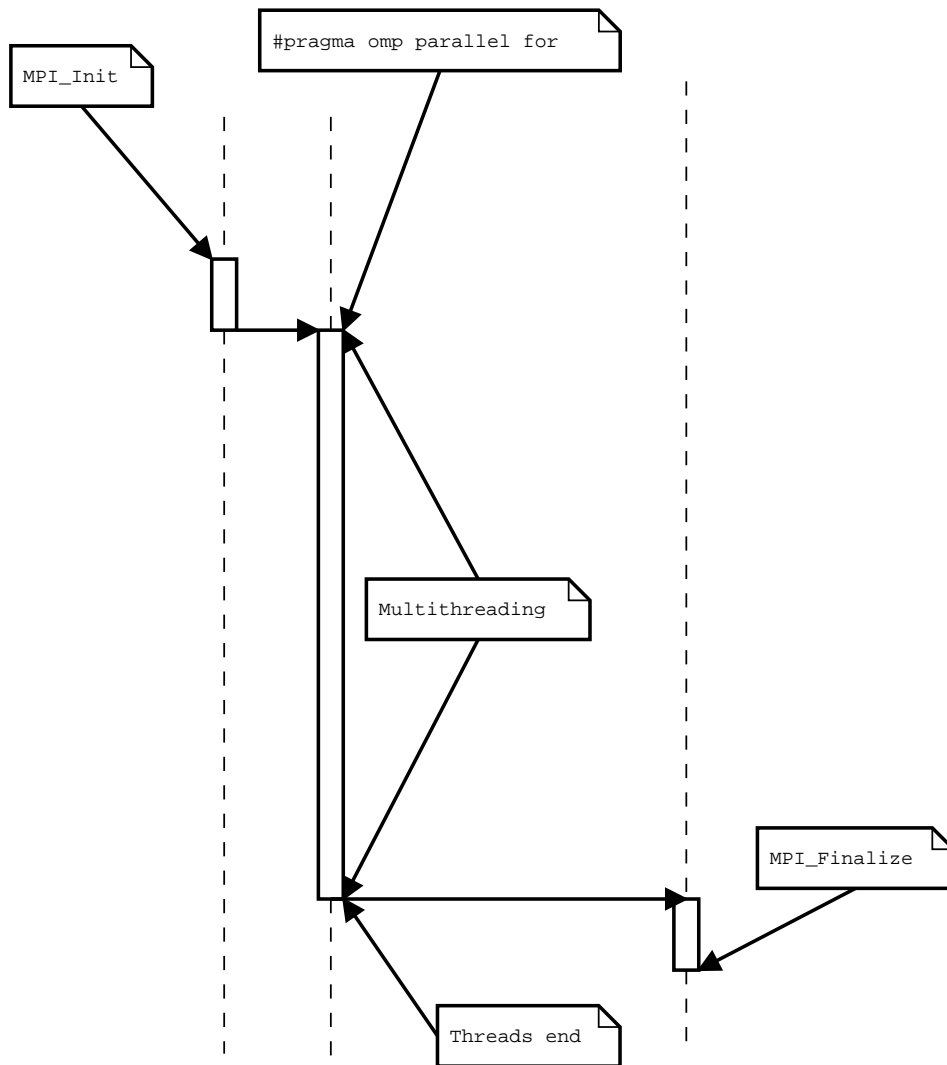 #pragma omp parallel for
MPI_Init
Multithreading
MPI_Finalize
Threads end